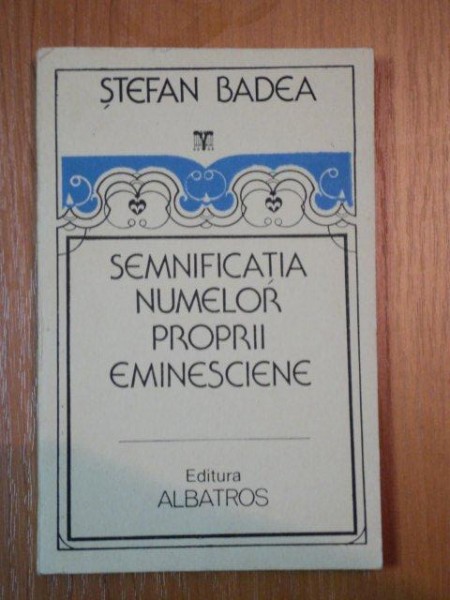 ȘTEFAN BADEA
SEMNIFICAȚIA
NUMELOR
PROPRII
EMINESCIENE
Editura
ALBATROS